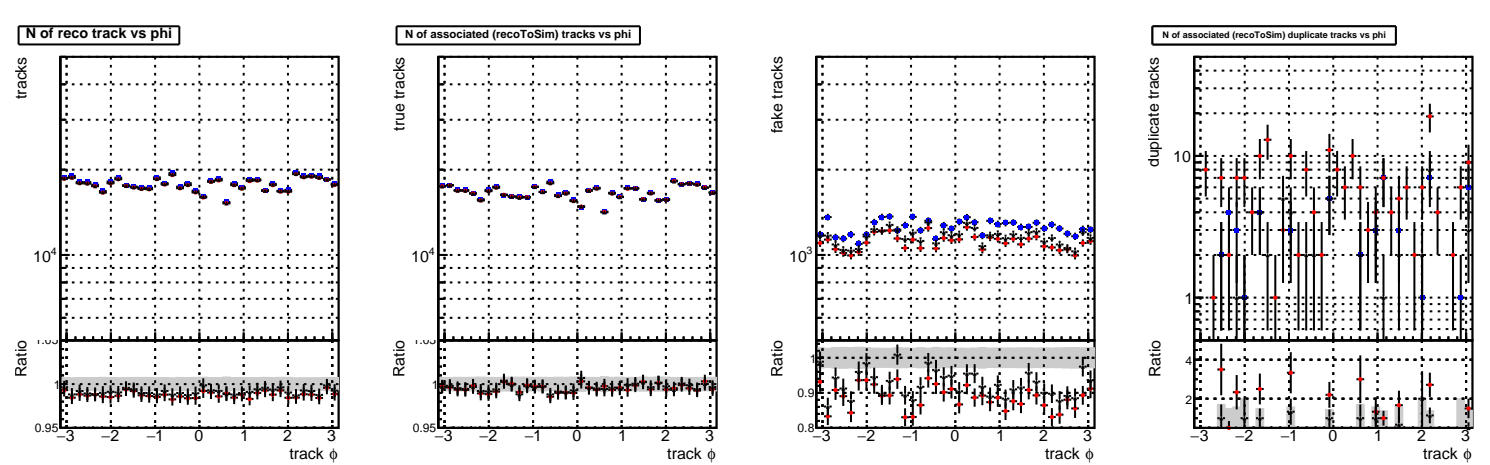 N of reco track vs phi
tracks
10⁴
Ratio
1.05
1
0.95
−3 −2 −1 0 1 2 3
track ϕ
N of associated (recoToSim) tracks vs phi
true tracks
10⁴
Ratio
1
0.95
−3 −2 −1 0 1 2 3
track ϕ
fake tracks
10³
Ratio
1
0.9
0.8
−3 −2 −1 0 1 2 3
track ϕ
N of associated (recoToSim) duplicate tracks vs phi
duplicate tracks
10
1
Ratio
4
2
−3 −2 −1 0 1 2 3
track ϕ